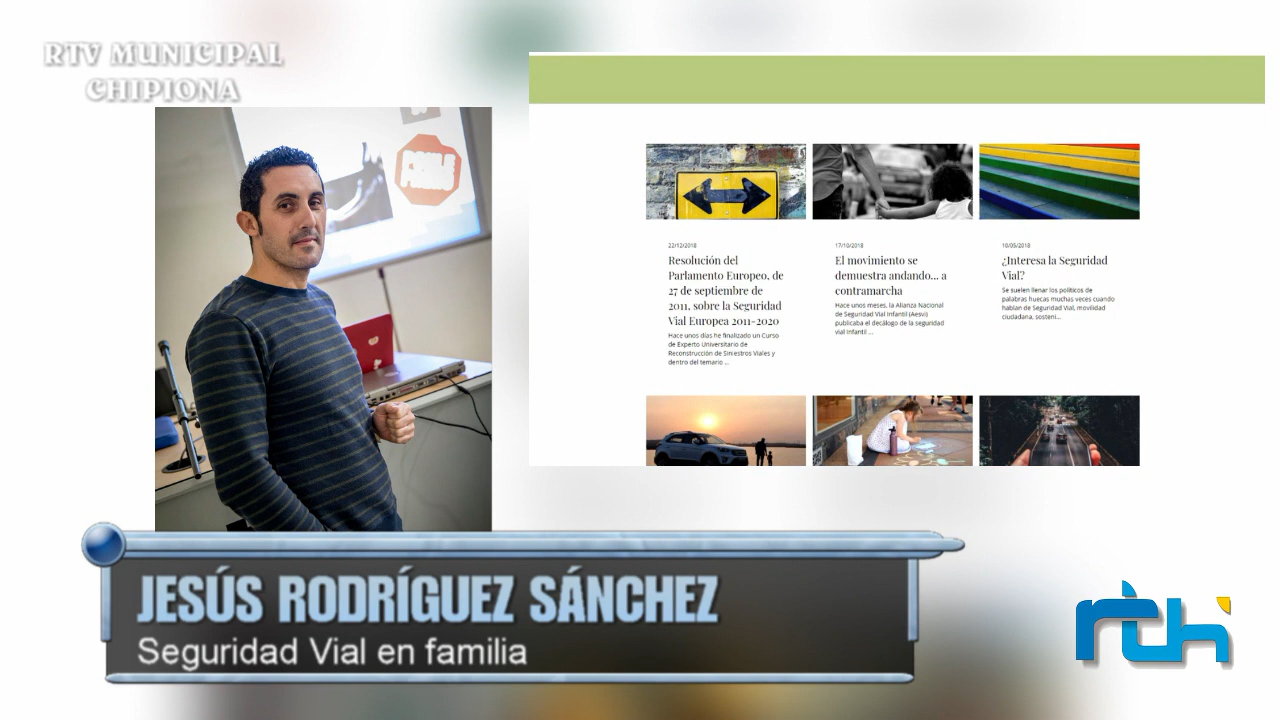 RTV MUNICIPAL
CHIPIONA
22/12/2018
Resolución del
Parlamento Europeo, de
27 de septiembre de
2011, sobre la Seguridad
Vial Europea 2011-2020
Hace unos días he finalizado un Curso
de Experto Universitario de
Reconstrucción de Siniestros Viales y
dentro del temario ...
17/10/2018
El movimiento se
demuestra andando... a
contramarcha
Hace unos meses, la Alianza Nacional
de Seguridad Vial Infantil (Aesvi)
publicaba el decálogo de la seguridad
vial infantil ...
10/05/2018
¿Interesa la Seguridad
Vial?
Se suelen llenar los políticos de
palabras huecas muchas veces cuando
hablan de Seguridad Vial, movilidad
ciudadana, sosteni...
JESÚS RODRÍGUEZ SÁNCHEZ
Seguridad Vial en familia
rtch